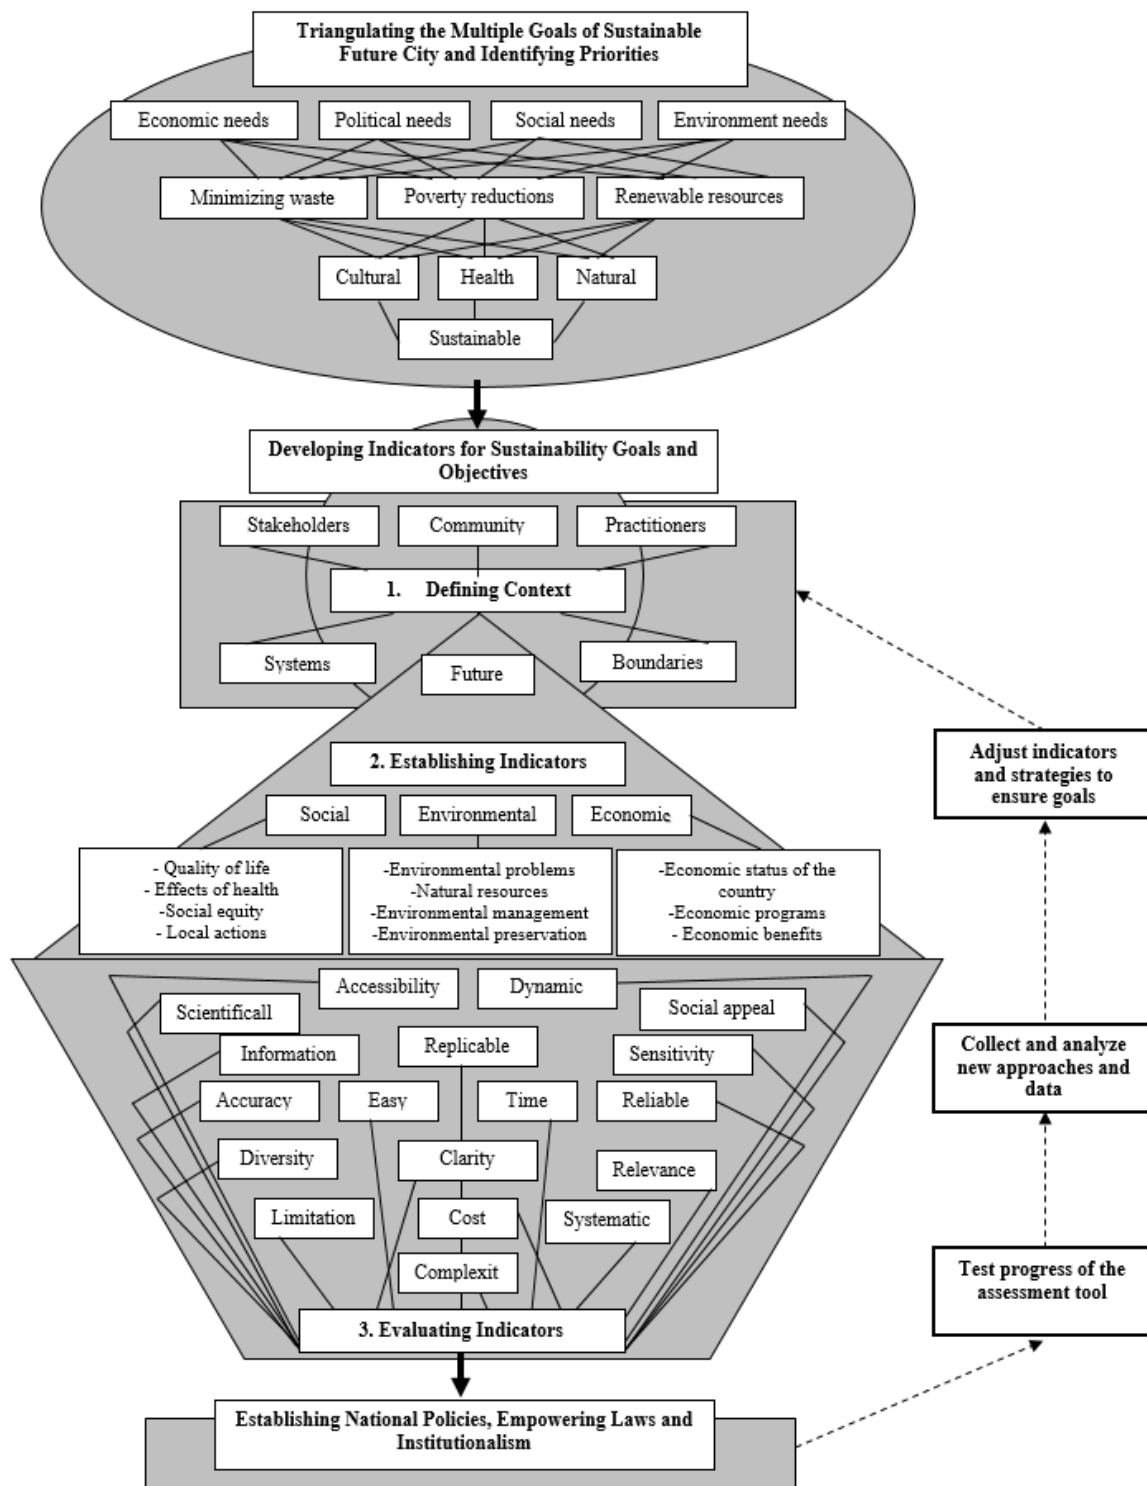 Triangulating the Multiple Goals of Sustainable
Future City and Identifying Priorities
Economic needs
Political needs
Social needs
Environment needs
Minimizing waste
Poverty reductions
Renewable resources
Cultural
Health
Natural
Sustainable
Developing Indicators for Sustainability Goals and
Objectives
Stakeholders
Community
Practitioners
1. Defining Context
Systems
Future
Boundaries
2. Establishing Indicators
Social
Environmental
Economic
- Quality of life
- Effects of health
-Social equity
- Local actions
-Environmental problems
-Natural resources
-Environmental management
-Environmental preservation
-Economic status of the
country
-Economic programs
- Economic benefits
Accessibility
Dynamic
Scientificall
Social appeal
Information
Replicable
Sensitivity
Accuracy
Easy
Time
Reliable
Diversity
Clarity
Relevance
Limitation
Cost
Systematic
Complexit
3. Evaluating Indicators
Establishing National Policies, Empowering Laws and
Institutionalism
Adjust indicators
and strategies to
ensure goals
Collect and analyze
new approaches and
data
Test progress of the
assessment tool